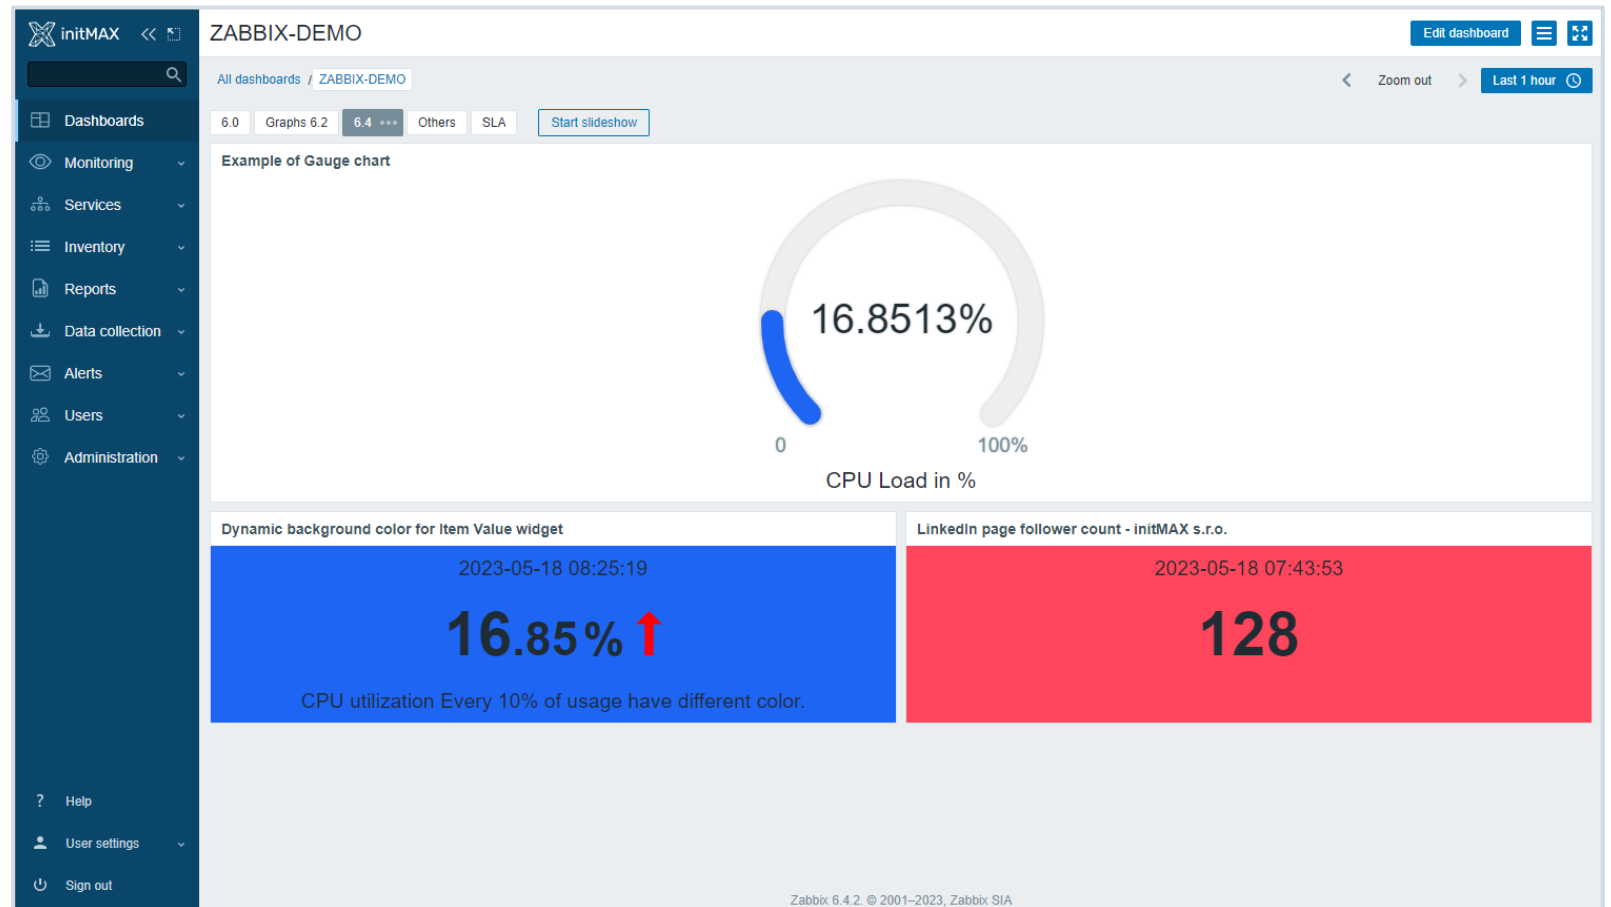 initMAX
ZABBIX-DEMO
Edit dashboard
All dashboards / ZABBIX-DEMO
Zoom out
Last 1 hour
6.0
Graphs 6.2
6.4
Others
SLA
Start slideshow
Dashboards
Monitoring
Services
Inventory
Reports
Data collection
Alerts
Users
Administration
? Help
User settings
Sign out
Example of Gauge chart
16.8513%
0
100%
CPU Load in %
Dynamic background color for Item Value widget
2023-05-18 08:25:19
16.85%
CPU utilization Every 10% of usage have different color.
LinkedIn page follower count - initMAX s.r.o.
2023-05-18 07:43:53
128
Zabbix 6.4.2. © 2001–2023, Zabbix SIA